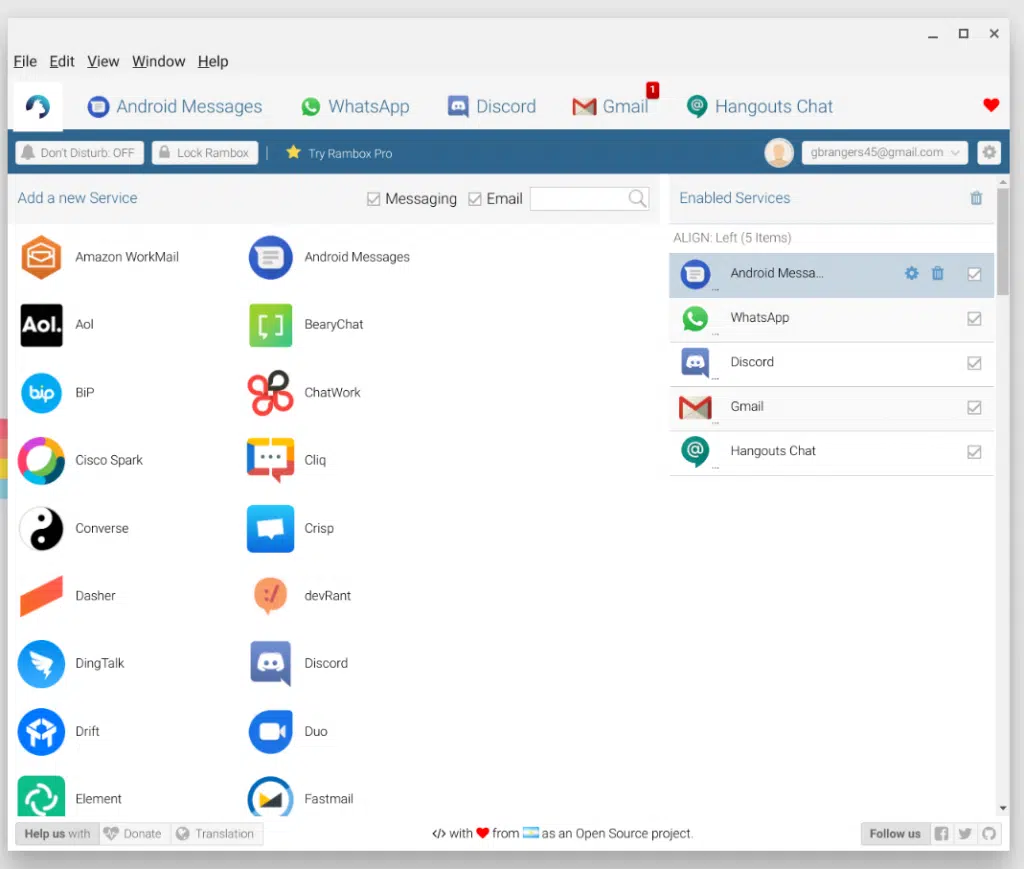 File Edit View Window Help
Android Messages WhatsApp Discord Gmail 1 Hangouts Chat
Don't Disturb: OFF Lock Rambox | Try Rambox Pro gbrangers45@gmail.com
Add a new Service Messaging Email Enabled Services
ALIGN: Left (5 Items)
Amazon WorkMail Android Messages
Aol. Aol BearyChat
bip BiP ChatWork
Cisco Spark Cliq
Converse Crisp
Dasher devRant
DingTalk Discord
Drift Duo
Element Fastmail
Android Messa...
WhatsApp
Discord
Gmail
Hangouts Chat
Help us with Donate Translation </> with from as an Open Source project. Follow us